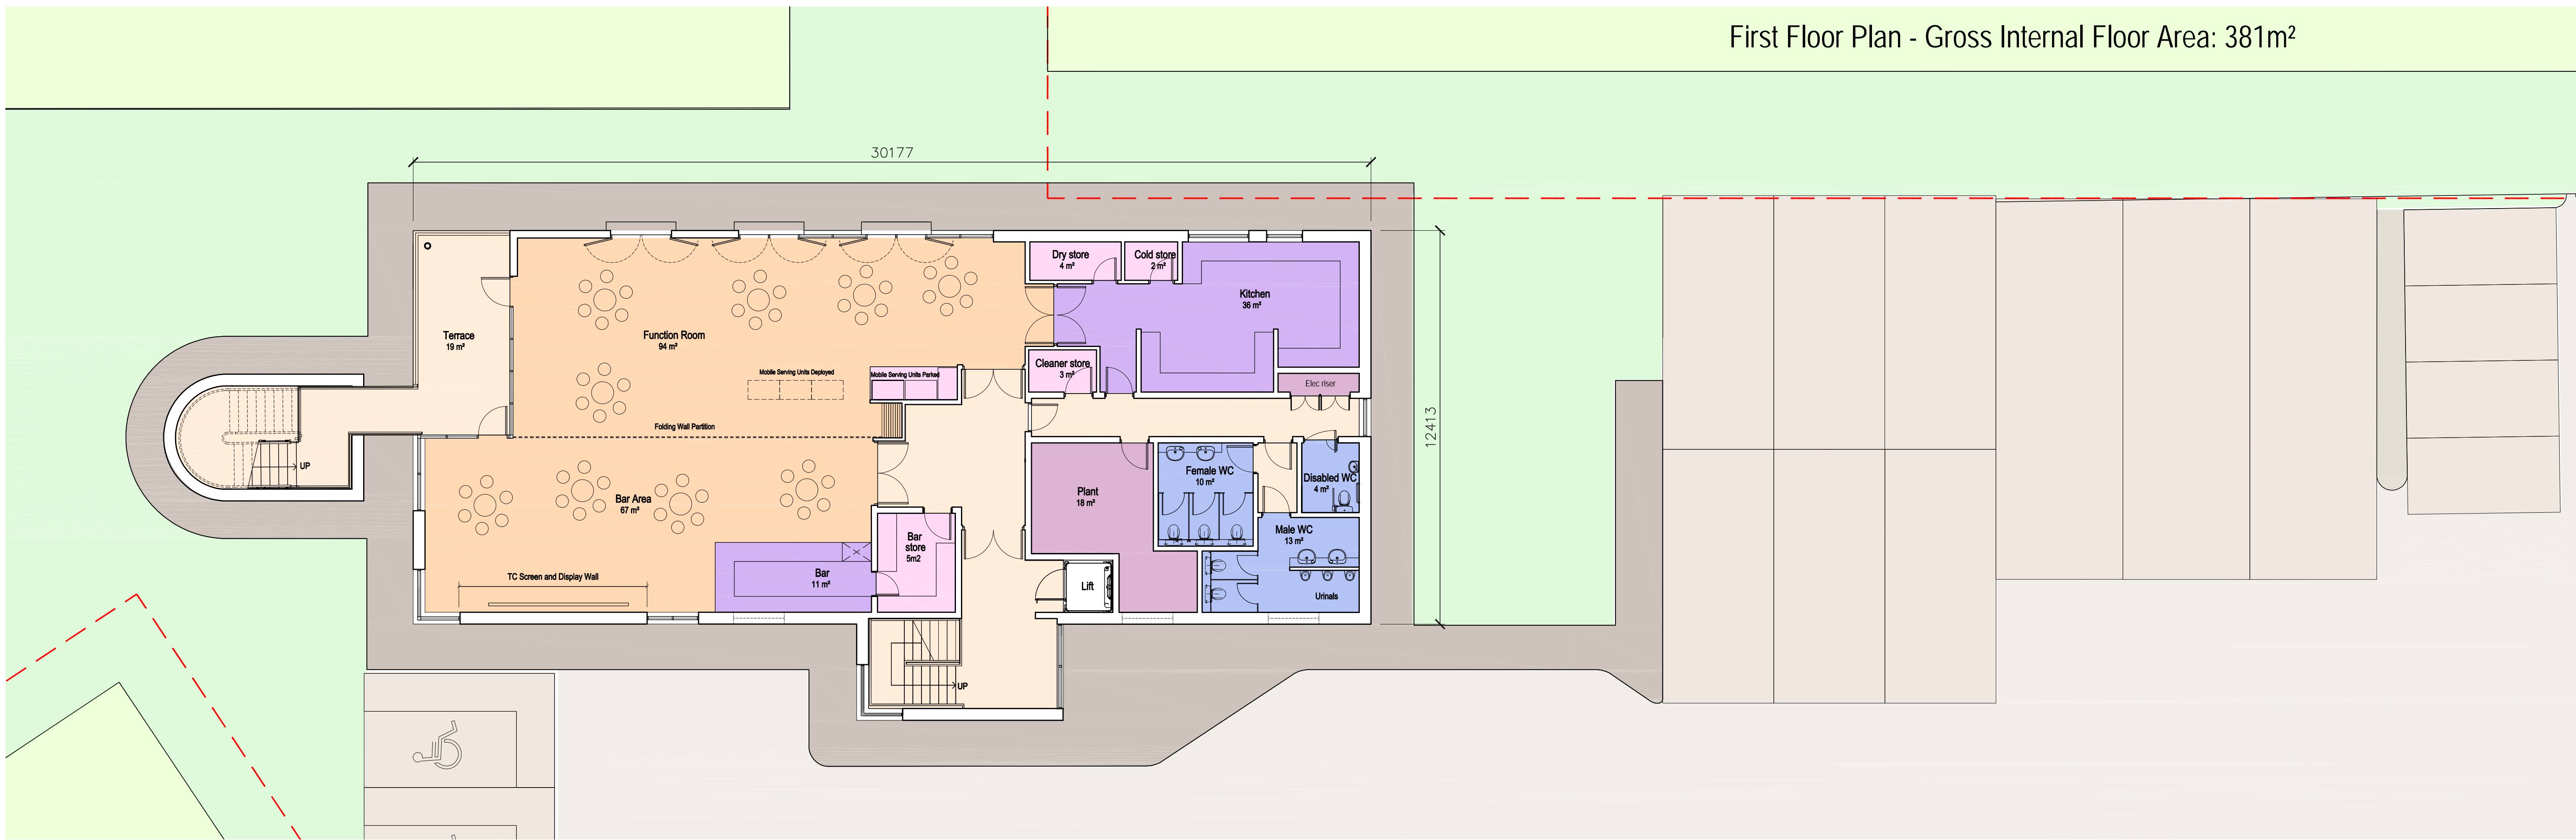 First Floor Plan - Gross Internal Floor Area: 381m²
30177
12413
Dry store
4 m²
Cold store
2 m²
Kitchen
36 m²
Terrace
19 m²
Function Room
94 m²
Cleaner store
3 m²
Mobile Serving Units Deployed
Mobile Serving Units Parked
Elec riser
Folding Wall Partition
UP
Bar Area
67 m²
Plant
18 m²
Female WC
10 m²
Disabled WC
4 m²
Bar
store
5m2
Male WC
13 m²
TC Screen and Display Wall
Bar
11 m²
Lift
Urinals
UP